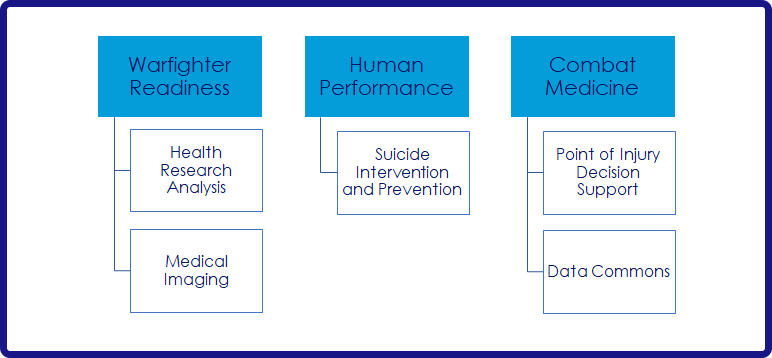 Warfighter
Readiness
Health
Research
Analysis
Medical
Imaging
Human
Performance
Suicide
Intervention
and Prevention
Combat
Medicine
Point of Injury
Decision
Support
Data Commons